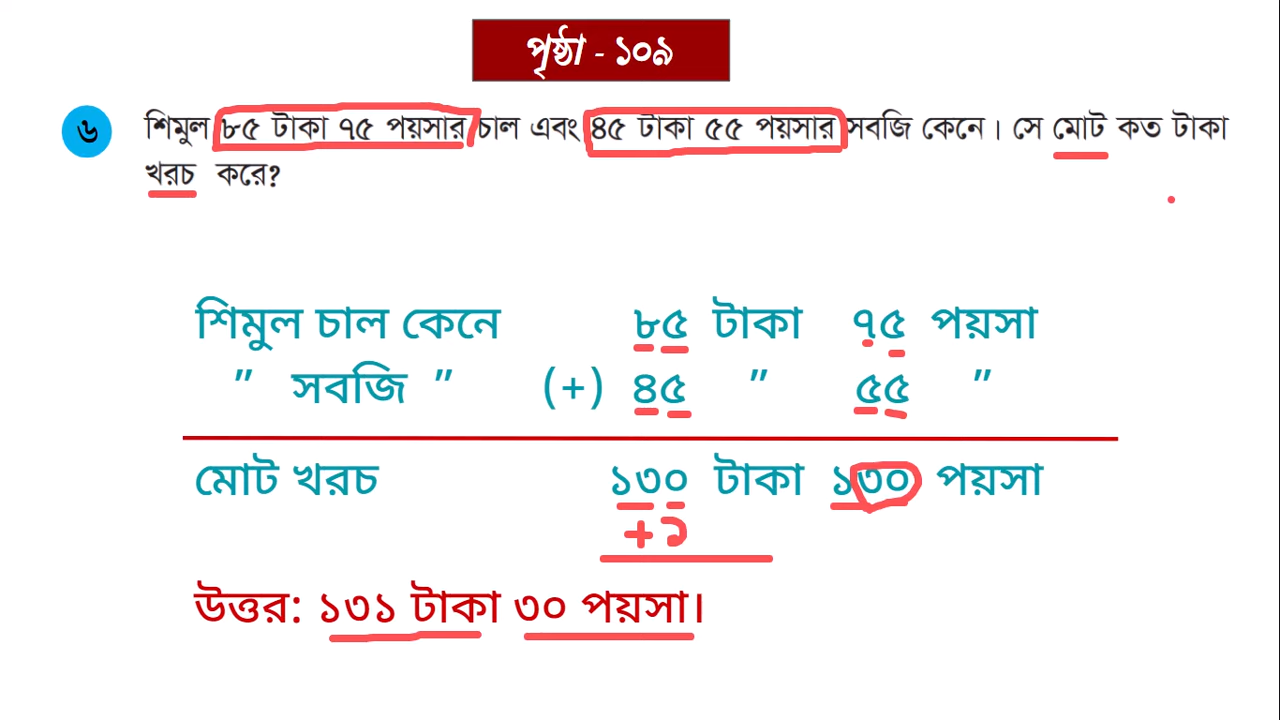 পৃষ্ঠা - ১০৯
৬ শিমুল ৮৫ টাকা ৭৫ পয়সার চাল এবং ৪৫ টাকা ৫৫ পয়সার সবজি কেনে। সে মোট কত টাকা
খরচ করে?
শিমুল চাল কেনে ৮৫ টাকা ৭৫ পয়সা
" সবজি " (+) ৪৫ " ৫৫ "
মোট খরচ ১৩০ টাকা ১৩০ পয়সা
+১
উত্তর: ১৩১ টাকা ৩০ পয়সা।